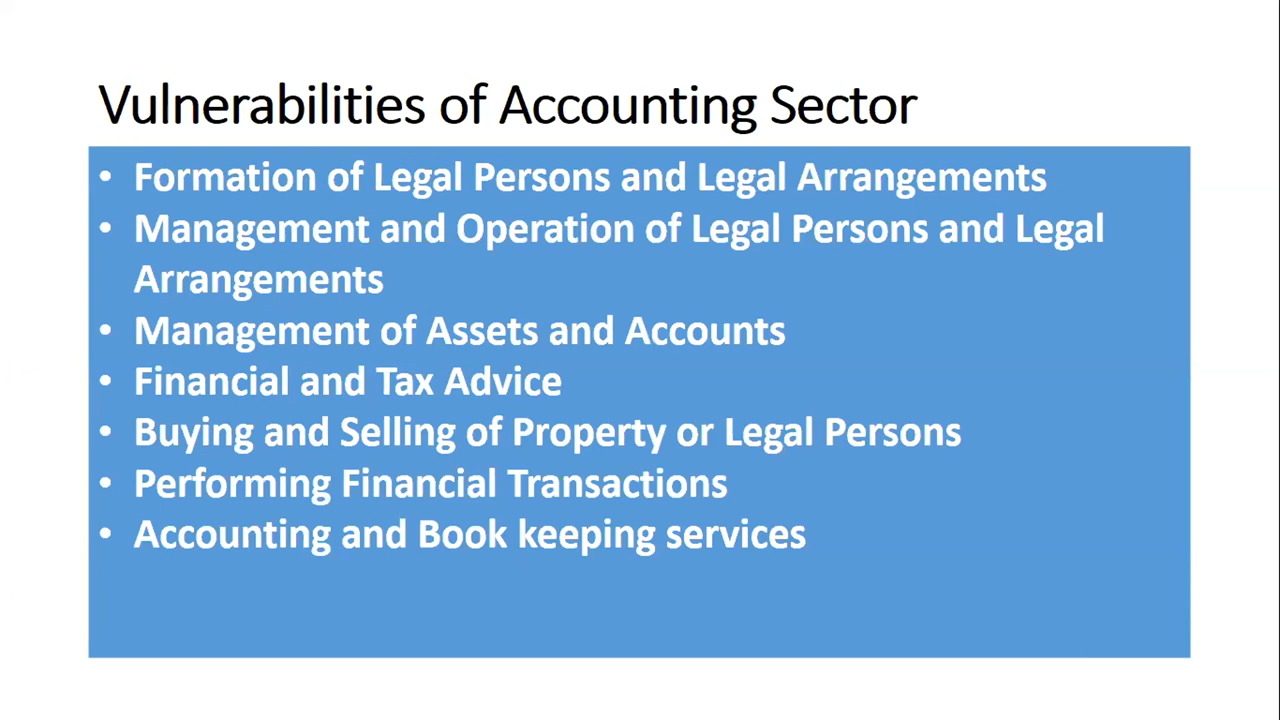 Vulnerabilities of Accounting Sector
• Formation of Legal Persons and Legal Arrangements
• Management and Operation of Legal Persons and Legal
Arrangements
• Management of Assets and Accounts
• Financial and Tax Advice
• Buying and Selling of Property or Legal Persons
• Performing Financial Transactions
• Accounting and Book keeping services